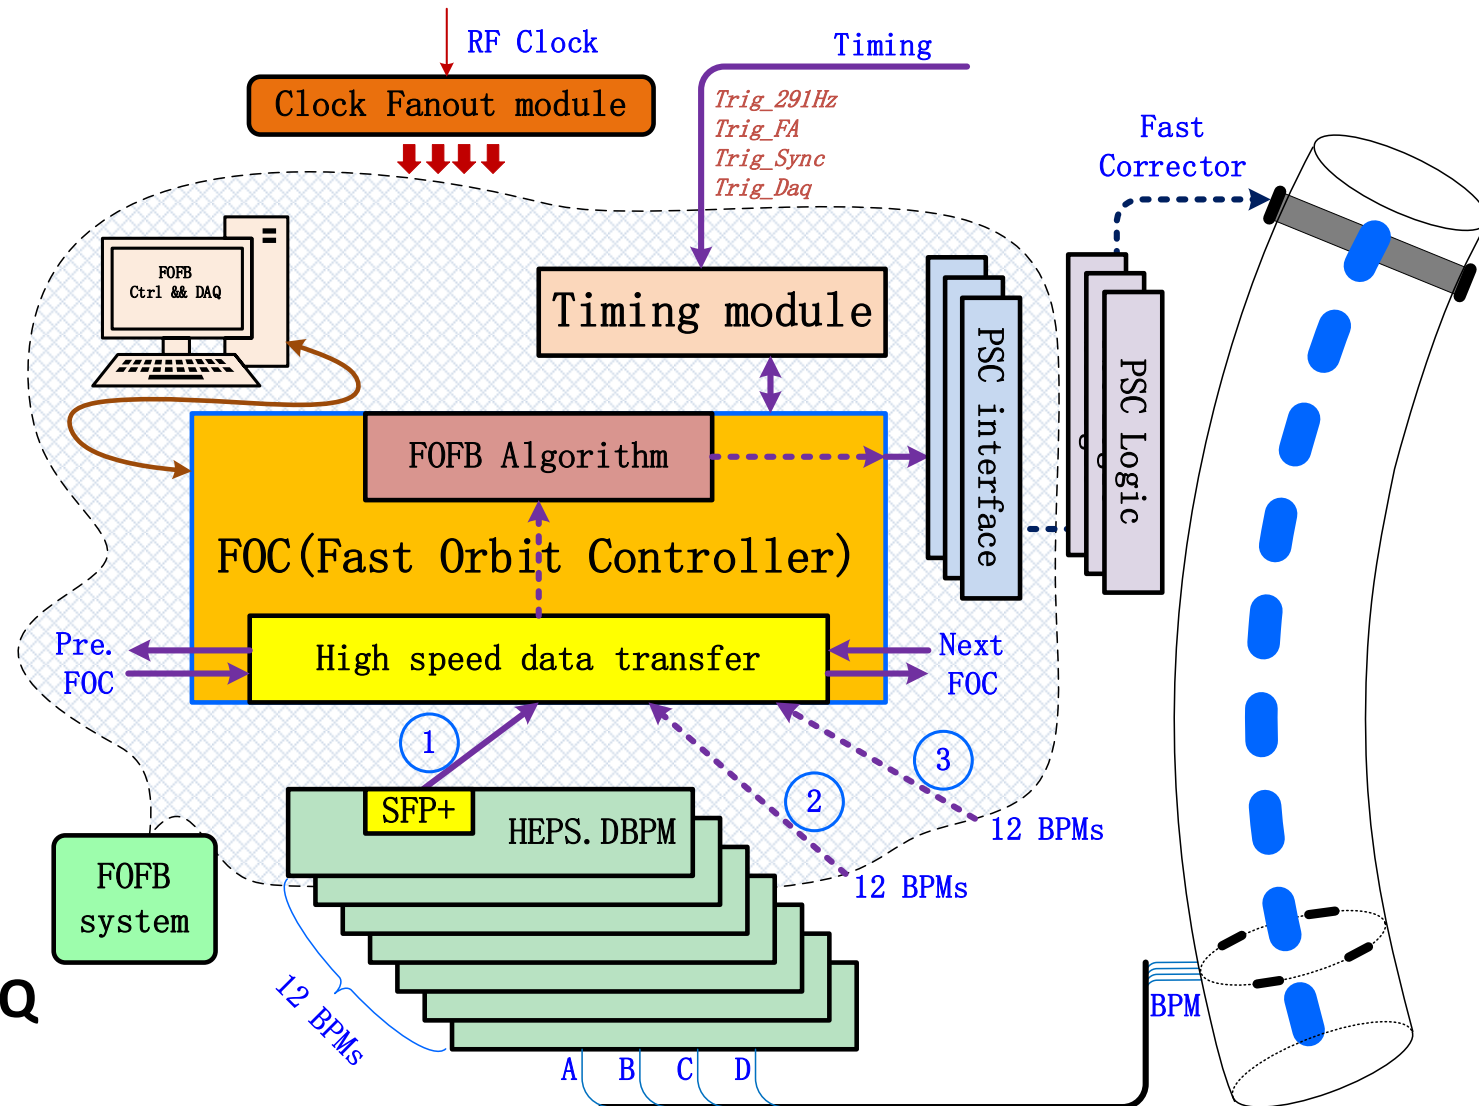 RF Clock
Timing
Clock Fanout module
Trig_291Hz
Trig_FA
Trig_Sync
Trig_Daq
Fast
Corrector
FOFB
Ctrl && DAQ
Timing module
PSC interface
PSC Logic
FOFB Algorithm
FOC(Fast Orbit Controller)
Pre.
FOC
High speed data transfer
Next
FOC
1
2
3
SFP+
HEPS.DBPM
12 BPMs
12 BPMs
FOFB
system
Q
12 BPMs
BPM
A B C D